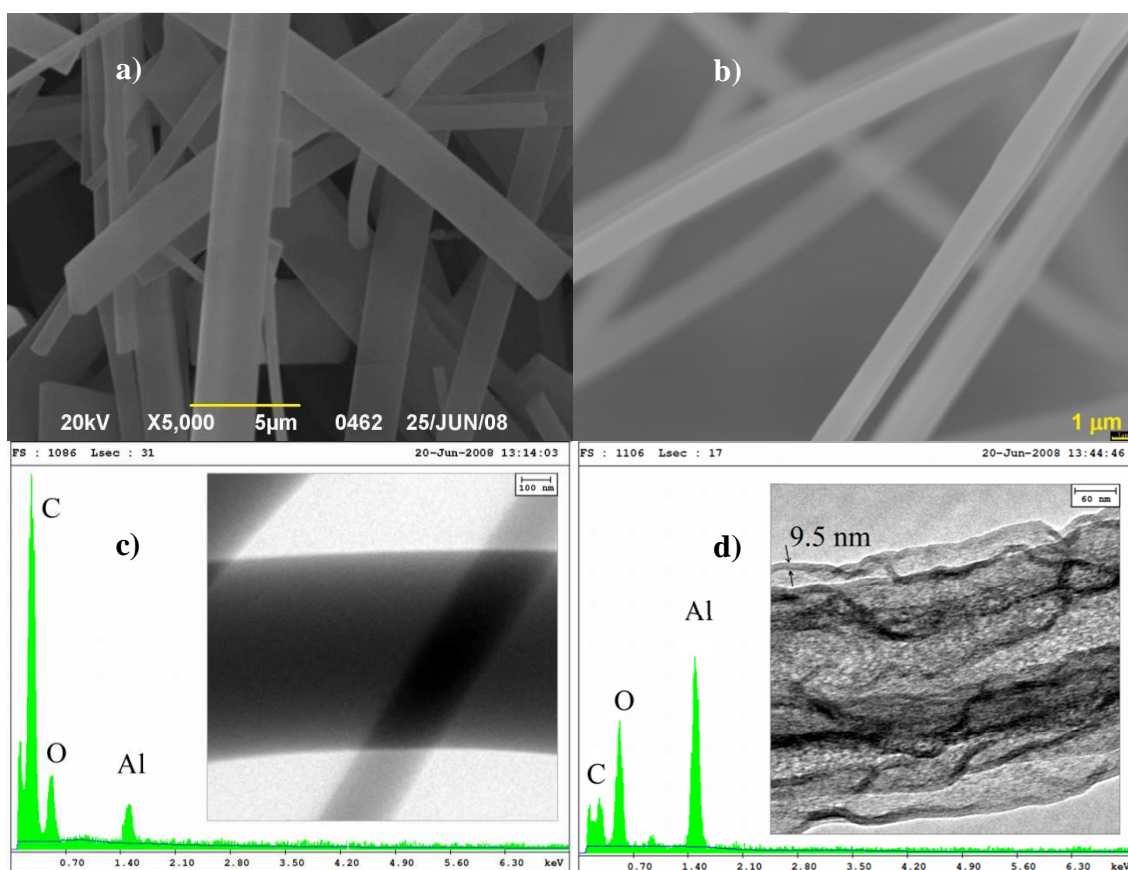 a)
b)
20kV X5,000 5µm 0462 25/JUN/08
1 µm
FS : 1086 Lsec : 31 20-Jun-2008 13:14:03
100 nm
C
c)
O
Al
0.70 1.40 2.10 2.80 3.50 4.20 4.90 5.60 6.30 keV
FS : 1106 Lsec : 17 20-Jun-2008 13:44:46
60 nm
9.5 nm
d)
Al
O
C
0.70 1.40 2.10 2.80 3.50 4.20 4.90 5.60 6.30 keV